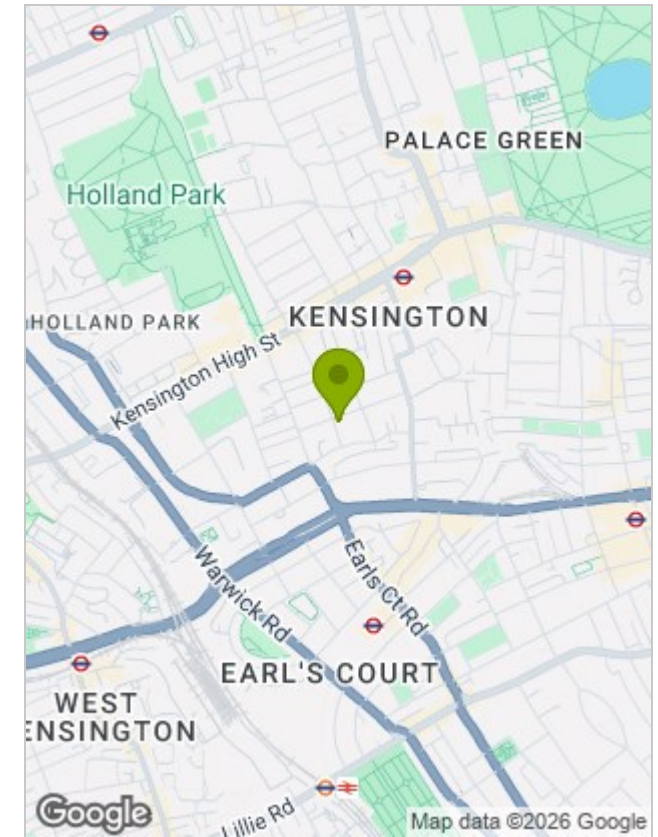 PALACE GREEN
Holland Park
HOLLAND PARK
KENSINGTON
Kensington High St
Earls Ct Rd
Warwick Rd
EARL'S COURT
WEST
ENSINGTON
Lillie Rd
Google
Map data ©2026 Google